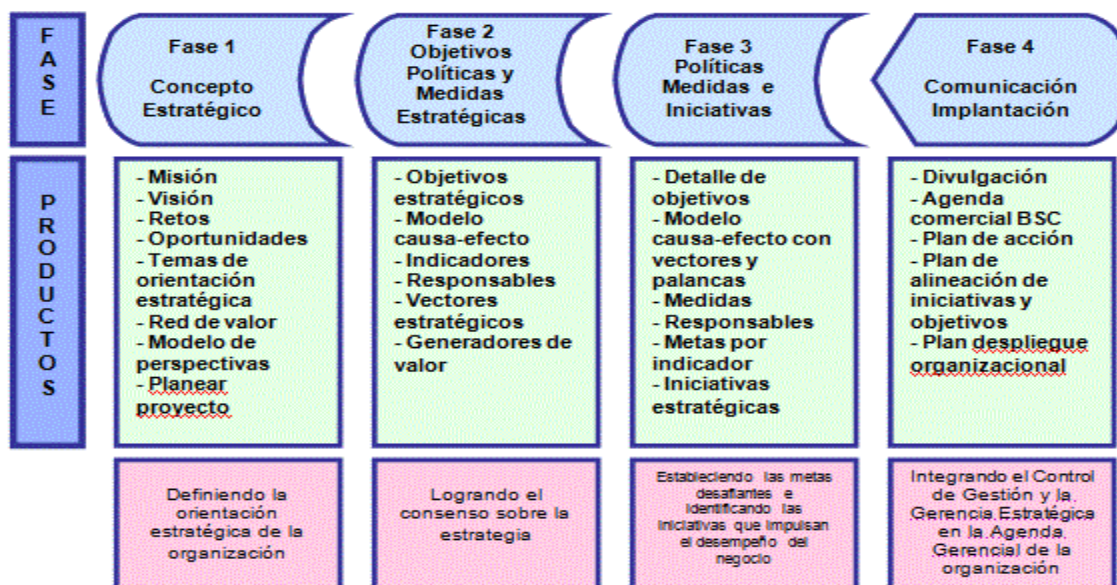 FASE
Fase 1
Concepto
Estratégico
Fase 2
Objetivos
Políticas y
Medidas
Estratégicas
Fase 3
Políticas
Medidas e
Iniciativas
Fase 4
Comunicación
Implantación
PRODUCTOS
- Misión
- Visión
- Retos
- Oportunidades
- Temas de
orientación
estratégica
- Red de valor
- Modelo de
perspectivas
- Planear
proyecto
- Objetivos
estratégicos
- Modelo
causa-efecto
- Indicadores
- Responsables
- Vectores
estratégicos
- Generadores de
valor
- Detalle de
objetivos
- Modelo
causa-efecto con
vectores y
palancas
- Medidas
- Responsables
- Metas por
indicador
- Iniciativas
estratégicas
- Divulgación
- Agenda
comercial BSC
- Plan de acción
- Plan de
alineación de
iniciativas y
objetivos
- Plan despliegue
organizacional
Definiendo la
orientación
estratégica de la
organización
Logrando el
consenso sobre la
estrategia
Estableciendo las metas
desafiantes e
identificando las
iniciativas que impulsan
el desempeño del
negocio
Integrando el Control
de Gestión y la
Gerencia Estratégica
en la Agenda
Gerencial de la
organización